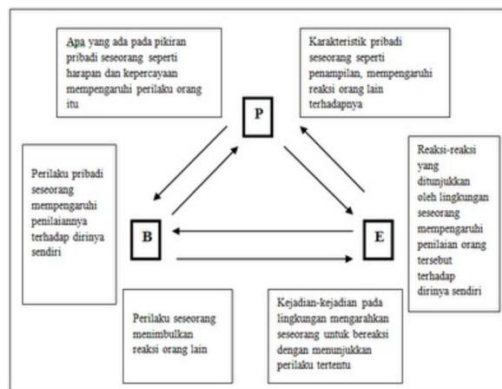 Apa yang ada pada pikiran
pribadi seseorang seperti
harapan dan kepercayaan
mempengaruhi perilaku orang
itu
Karakteristik pribadi
seseorang seperti
penampilan, mempengaruhi
reaksi orang lain
terhadapnya
P
Perilaku pribadi
seseorang
mempengaruhi
penilaiannya
terhadap dirinya
sendiri
B
E
Reaksi-reaksi
yang
ditunjukkan
oleh lingkungan
seseorang
mempengaruhi
penilaian orang
tersebut
terhadap
dirinya sendiri
Perilaku seseorang
menimbulkan
reaksi orang lain
Kejadian-kejadian pada
lingkungan mengarahkan
seseorang untuk bereaksi
dengan menunjukkan
perilaku tertentu